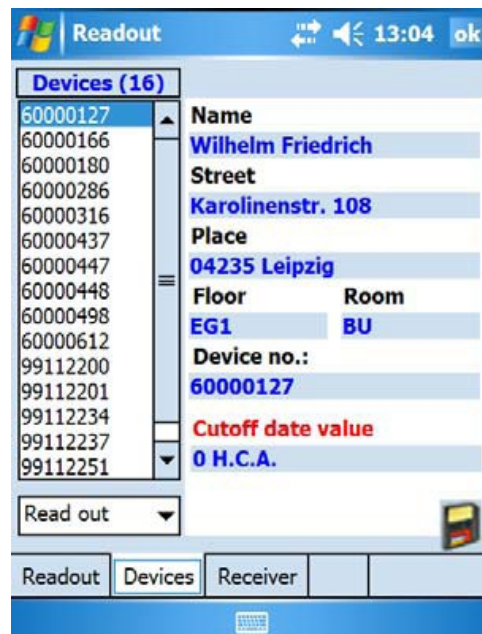 Readout 13:04 ok
Devices (16)
60000127
60000166
60000180
60000286
60000316
60000437
60000447
60000448
60000498
60000612
99112200
99112201
99112234
99112237
99112251
Read out
Name
Wilhelm Friedrich
Street
Karolinenstr. 108
Place
04235 Leipzig
Floor Room
EG1 BU
Device no.:
60000127
Cutoff date value
0 H.C.A.
Readout Devices Receiver